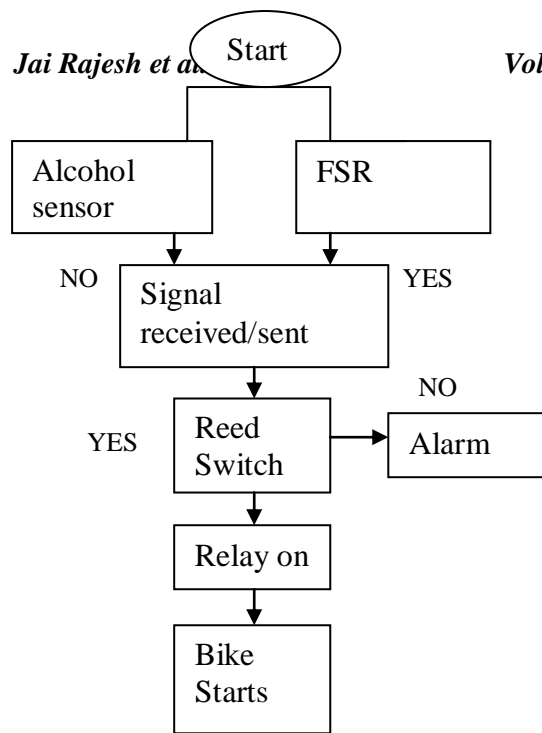 Start
Jai Rajesh et a
Vol
Alcohol
sensor
FSR
NO
YES
Signal
received/sent
NO
YES
Reed
Switch
Alarm
Relay on
Bike
Starts